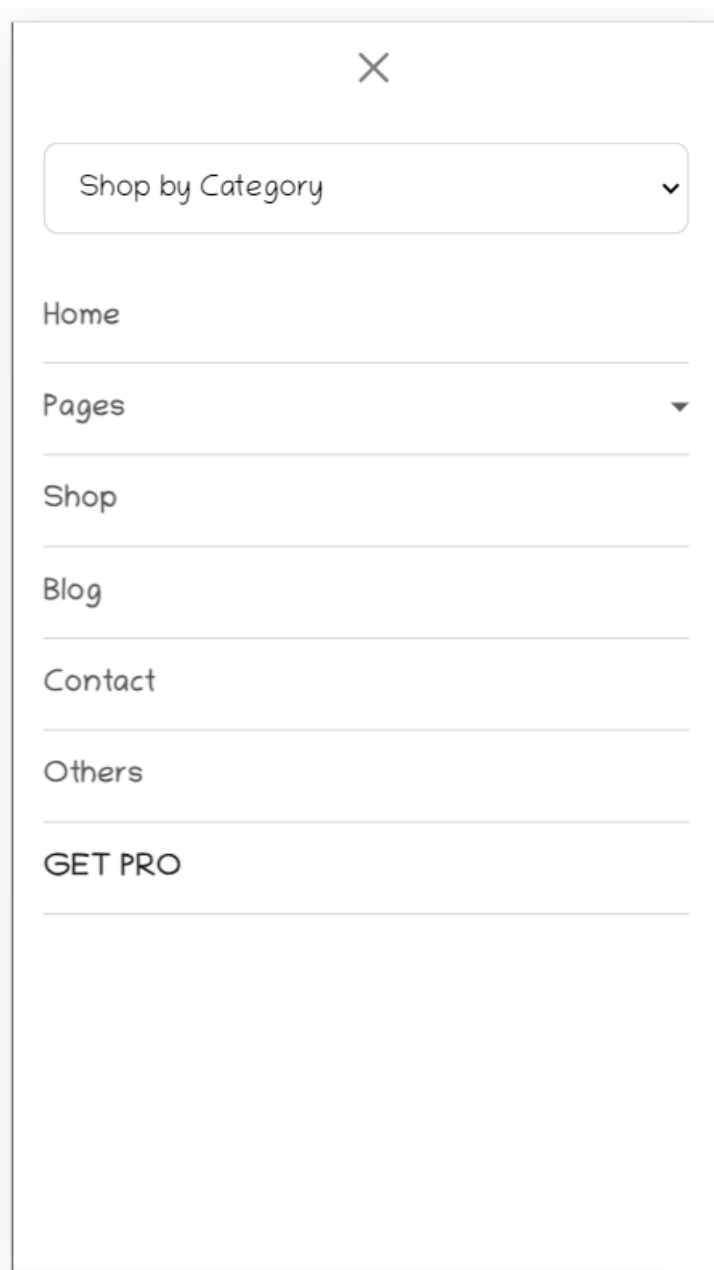 Shop by Category
Home
Pages
Shop
Blog
Contact
Others
GET PRO